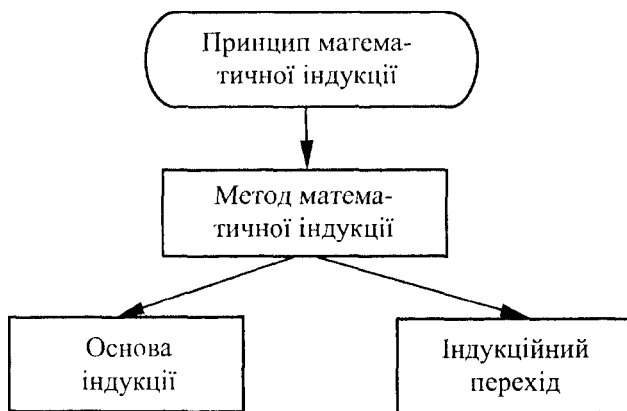 Принцип матема-
тичної індукції
Метод матема-
тичної індукції
Основа
індукції
Індукційний
перехід